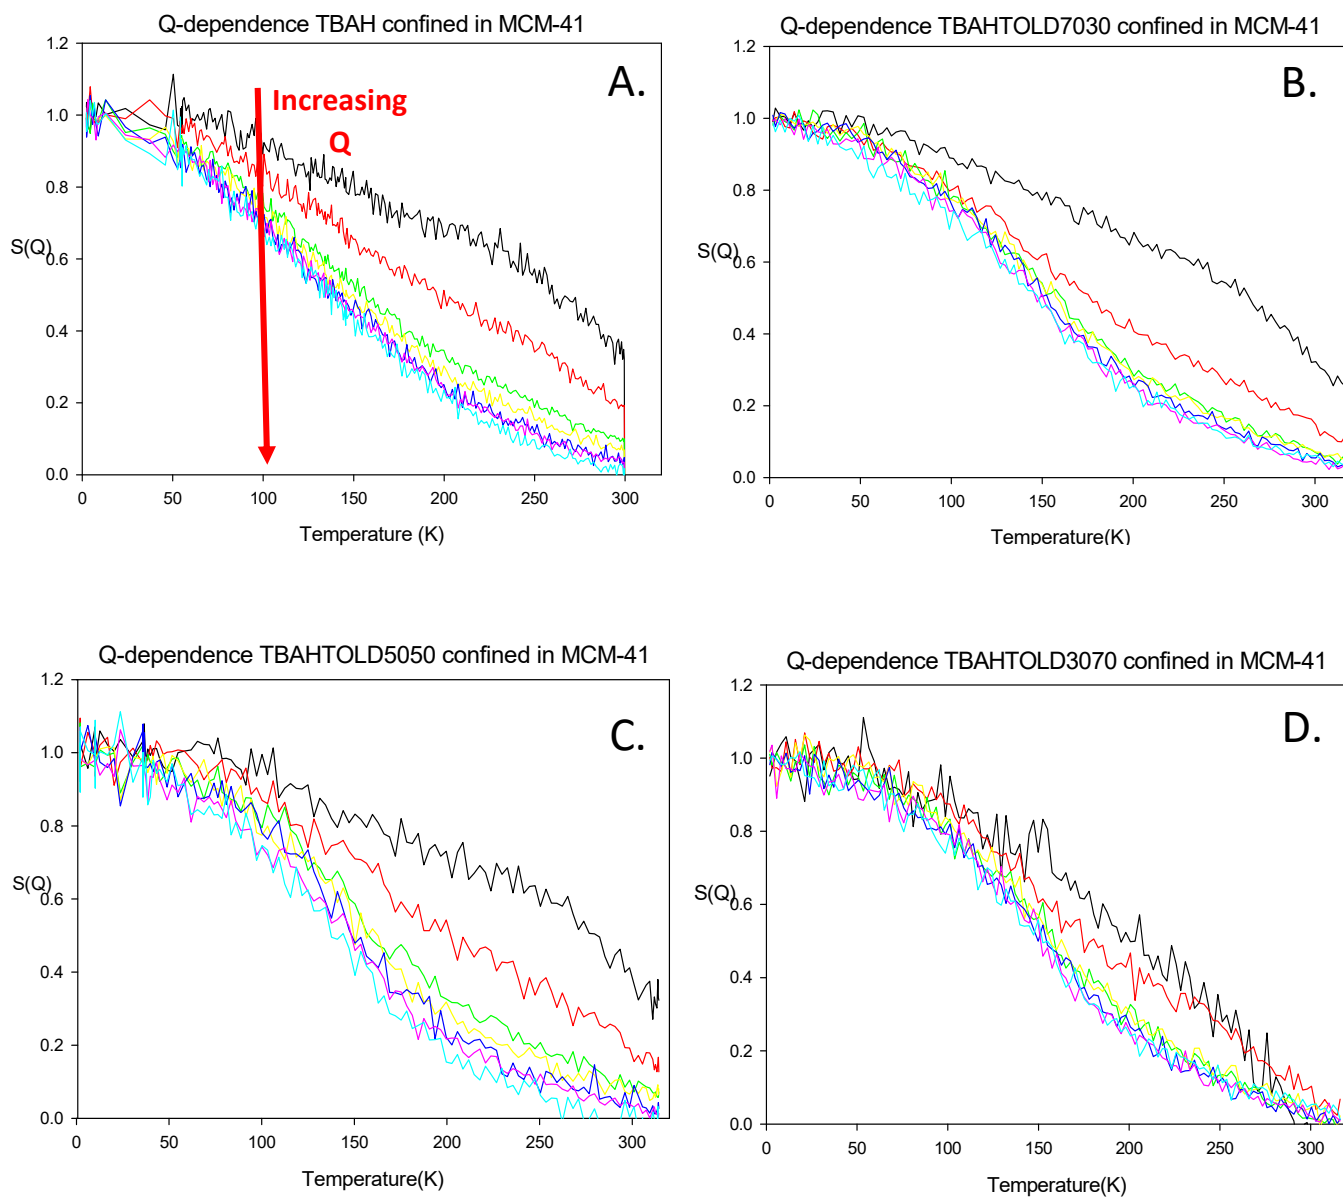 Q-dependence TBAH confined in MCM-41
A.
Increasing
Q
1.2
1.0
0.8
S(Q)
0.6
0.4
0.2
0.0
0 50 100 150 200 250 300
Temperature (K)
Q-dependence TBAHTOLD7030 confined in MCM-41
B.
1.2
1.0
0.8
S(Q)
0.6
0.4
0.2
0.0
0 50 100 150 200 250 300
Temperature(K)
Q-dependence TBAHTOLD5050 confined in MCM-41
C.
1.2
1.0
0.8
S(Q)
0.6
0.4
0.2
0.0
0 50 100 150 200 250 300
Temperature(K)
Q-dependence TBAHTOLD3070 confined in MCM-41
D.
1.2
1.0
0.8
S(Q)
0.6
0.4
0.2
0.0
0 50 100 150 200 250 300
Temperature(K)